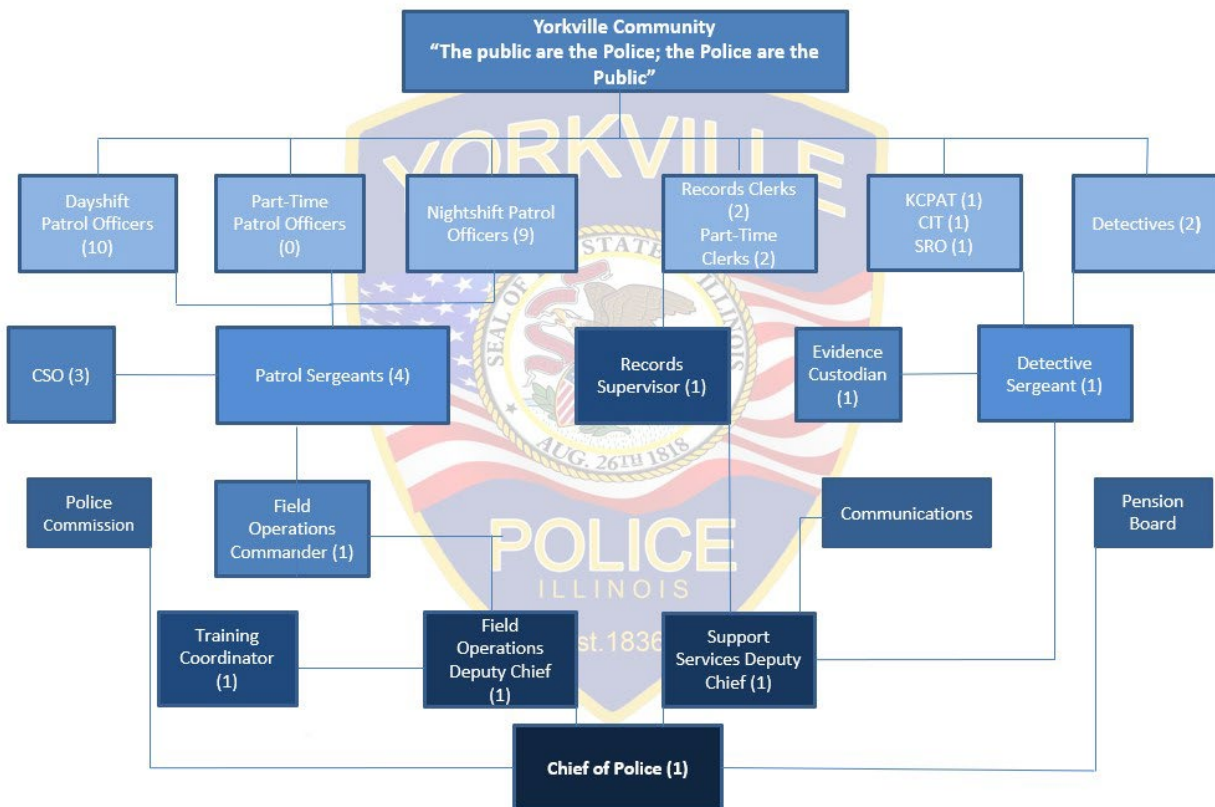 Yorkville Community
“The public are the Police; the Police are the
Public”
YORKVILLE
Dayshift
Patrol Officers
(10)
Part-Time
Patrol Officers
(0)
Nightshift Patrol
Officers (9)
Records Clerks
(2)
Part-Time
Clerks (2)
KCPAT (1)
CIT (1)
SRO (1)
Detectives (2)
SEAL OF THE STATE OF ILLINOIS
AUG. 26TH 1818
CSO (3)
Patrol Sergeants (4)
Records
Supervisor (1)
Evidence
Custodian
(1)
Detective
Sergeant (1)
Police
Commission
Field
Operations
Commander (1)
Communications
Pension
Board
POLICE
ILLINOIS
st.1836
Training
Coordinator
(1)
Field
Operations
Deputy Chief
(1)
Support
Services Deputy
Chief (1)
Chief of Police (1)